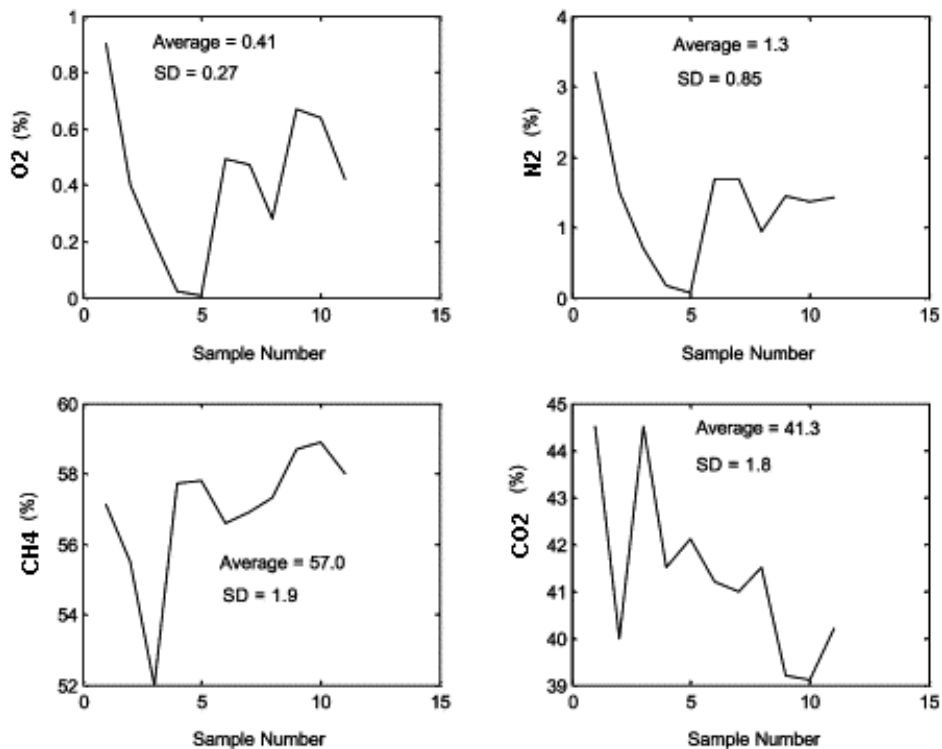 O2 (%)
1
0.8
0.6
0.4
0.2
0
Average = 0.41
SD = 0.27
0 5 10 15
Sample Number
N2 (%)
4
3
2
1
0
Average = 1.3
SD = 0.85
0 5 10 15
Sample Number
CH4 (%)
60
58
56
54
52
Average = 57.0
SD = 1.9
0 5 10 15
Sample Number
CO2 (%)
45
44
43
42
41
40
39
Average = 41.3
SD = 1.8
0 5 10 15
Sample Number